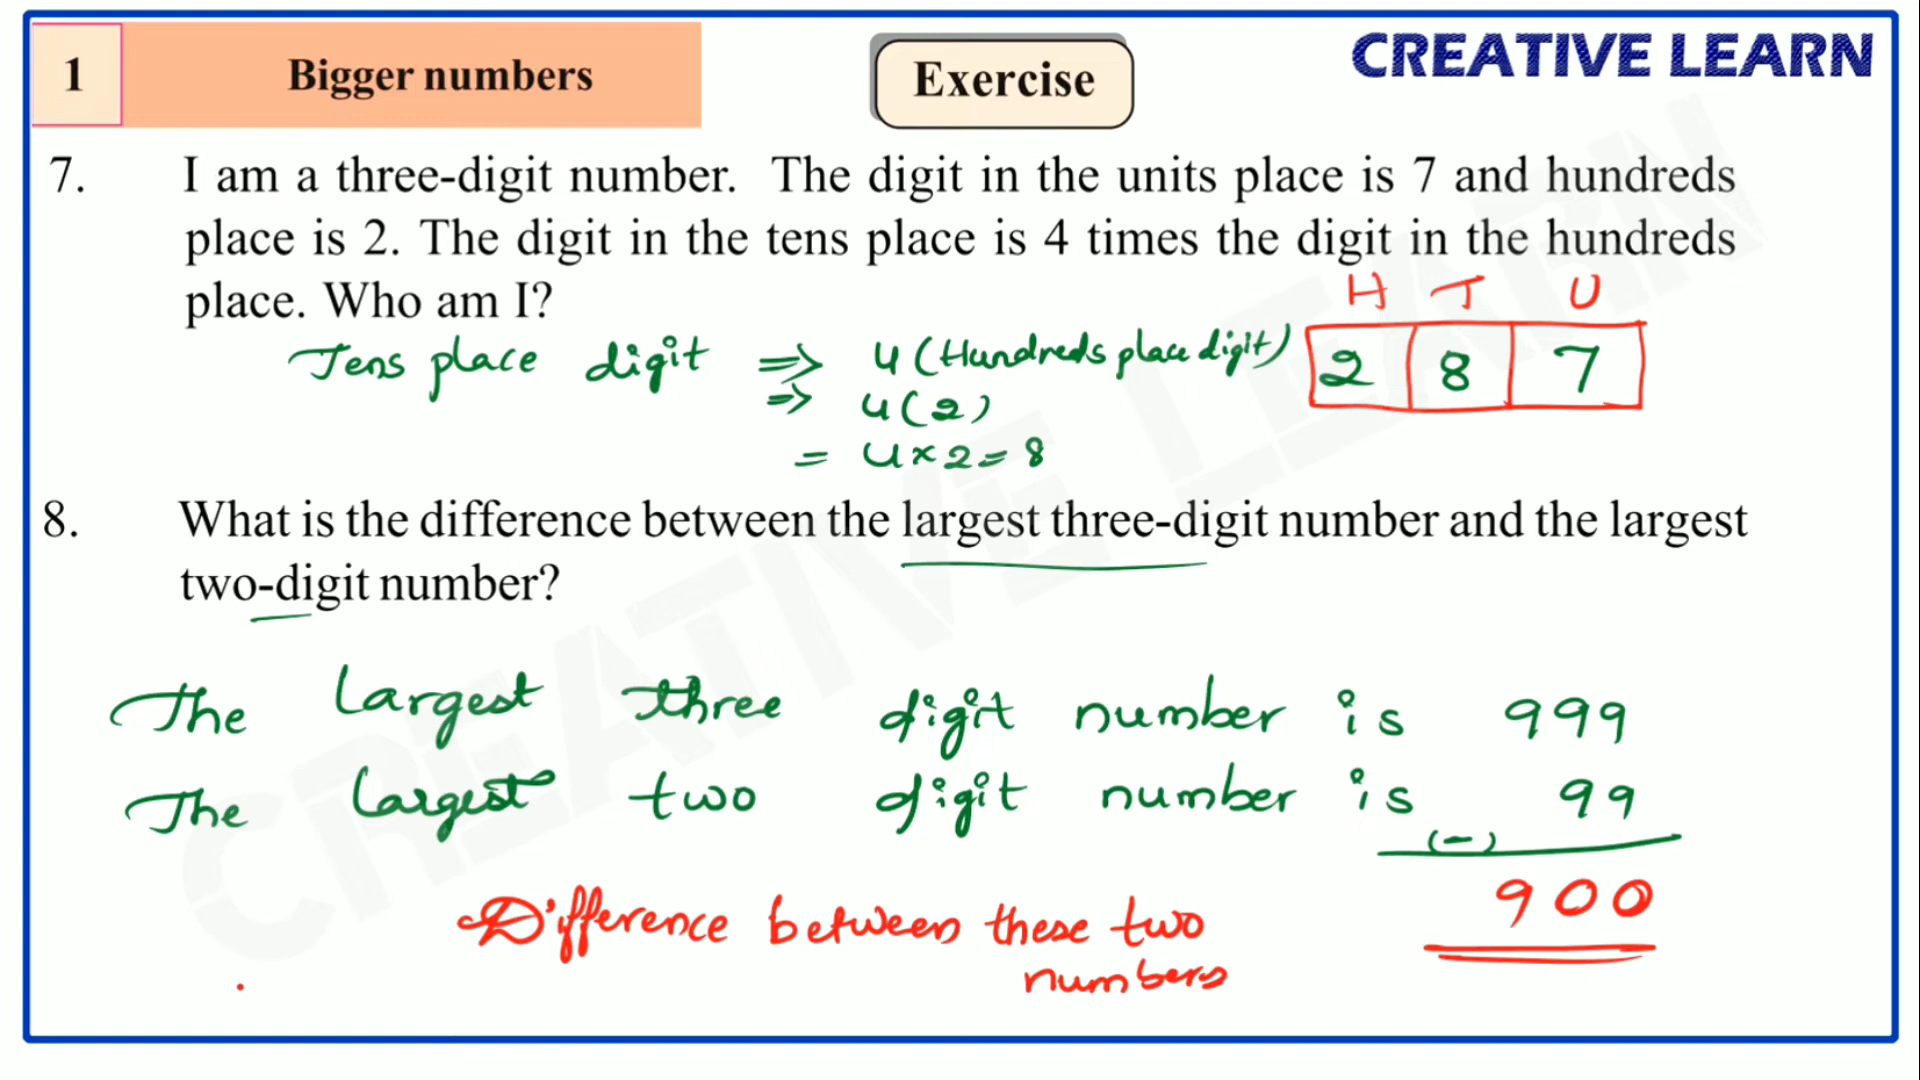 1 Bigger numbers Exercise CREATIVE LEARN
7. I am a three-digit number. The digit in the units place is 7 and hundreds
place is 2. The digit in the tens place is 4 times the digit in the hundreds
place. Who am I?
H T U
Tens place digit ⇒ 4 (Hundreds place digit) 2 8 7
⇒ 4(2)
= 4×2=8
8. What is the difference between the largest three-digit number and the largest
two-digit number?
The largest three digit number is 999
The largest two digit number is 99
(-)
Difference between these two 900
numbers
CREATIVE LEARN